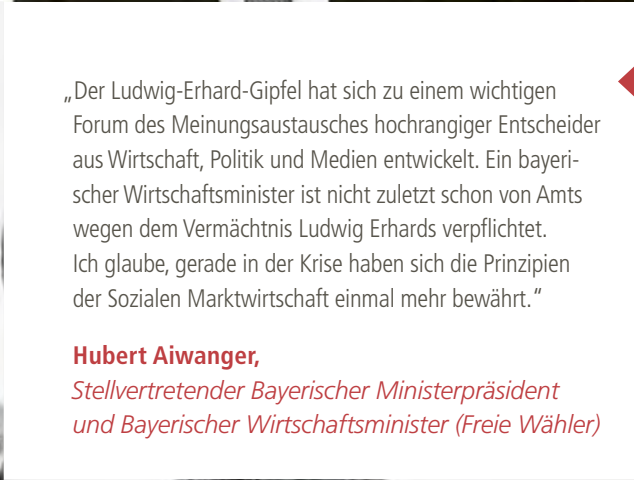 „Der Ludwig-Erhard-Gipfel hat sich zu einem wichtigen
Forum des Meinungsaustausches hochrangiger Entscheider
aus Wirtschaft, Politik und Medien entwickelt. Ein bayeri-
scher Wirtschaftsminister ist nicht zuletzt schon von Amts
wegen dem Vermächtnis Ludwig Erhards verpflichtet.
Ich glaube, gerade in der Krise haben sich die Prinzipien
der Sozialen Marktwirtschaft einmal mehr bewährt.“
Hubert Aiwanger,
Stellvertretender Bayerischer Ministerpräsident
und Bayerischer Wirtschaftsminister (Freie Wähler)